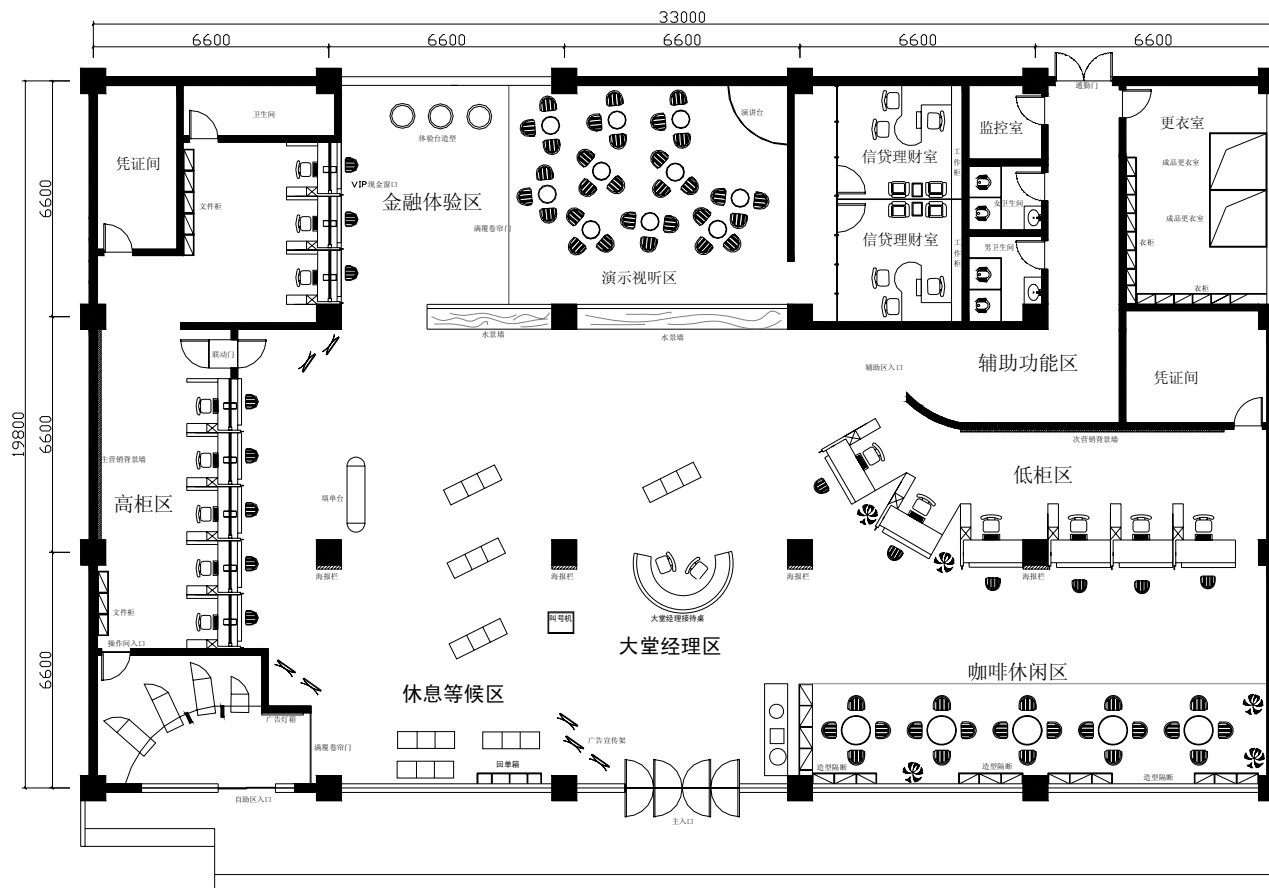 33000
6600
6600
6600
6600
6600
19800
6600
6600
6600
通勤门
卫生间
体验台造型
演讲台
监控室
更衣室
凭证间
信贷理财室
工作柜
成品更衣室
VIP现金窗口
金融体验区
文件柜
女卫生间
成品更衣室
满覆卷帘门
信贷理财室
工作柜
男卫生间
衣柜
演示视听区
衣柜
水景墙
水景墙
联动门
辅助区入口
辅助功能区
凭证间
主营销背景墙
次营销背景墙
高柜区
填单台
低柜区
海报栏
海报栏
海报栏
海报栏
文件柜
叫号机
大堂经理接待桌
操作间入口
大堂经理区
咖啡休闲区
休息等候区
广告灯箱
满覆卷帘门
广告宣传架
回单箱
造型隔断
造型隔断
造型隔断
自助区入口
主入口